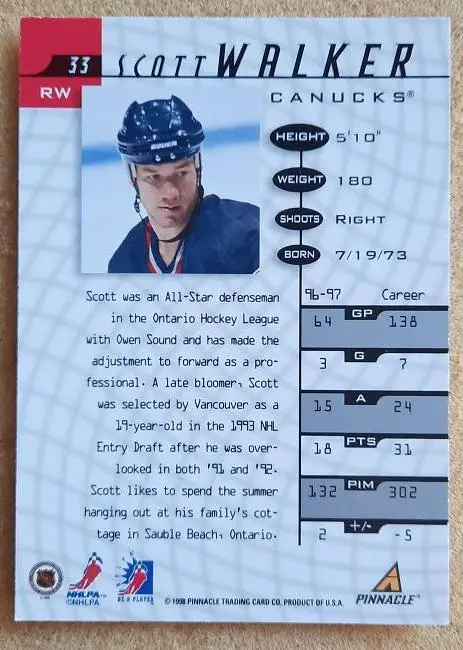 33 SCOTT WALKER
RW
CANUCKS®
BAUER
HEIGHT 5'10"
WEIGHT 180
SHOOTS RIGHT
BORN 7/19/73
Scott was an All-Star defenseman
in the Ontario Hockey League
with Owen Sound and has made the
adjustment to forward as a pro-
fessional. A late bloomer, Scott
was selected by Vancouver as a
19-year-old in the 1993 NHL
Entry Draft after he was over-
looked in both '91 and '92.
Scott likes to spend the summer
hanging out at his family's cot-
tage in Sauble Beach, Ontario.
96-97 Career
64 GP 138
3 G 7
15 A 24
18 PTS 31
132 PIM 302
2 +/- -5
NHLPA™
©NHLPA
BE A PLAYER
© 1998 PINNACLE TRADING CARD CO. PRODUCT OF U.S.A.
PINNACLE®